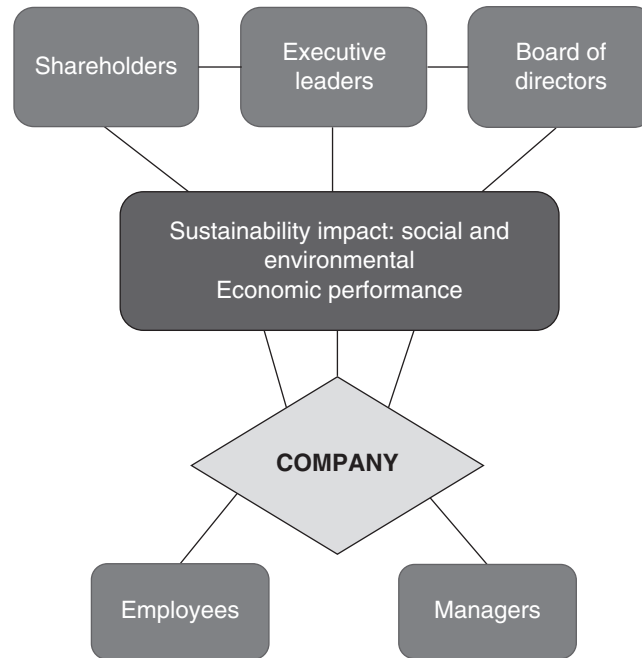 Shareholders
Executive
leaders
Board of
directors
Sustainability impact: social and
environmental
Economic performance
COMPANY
Employees
Managers